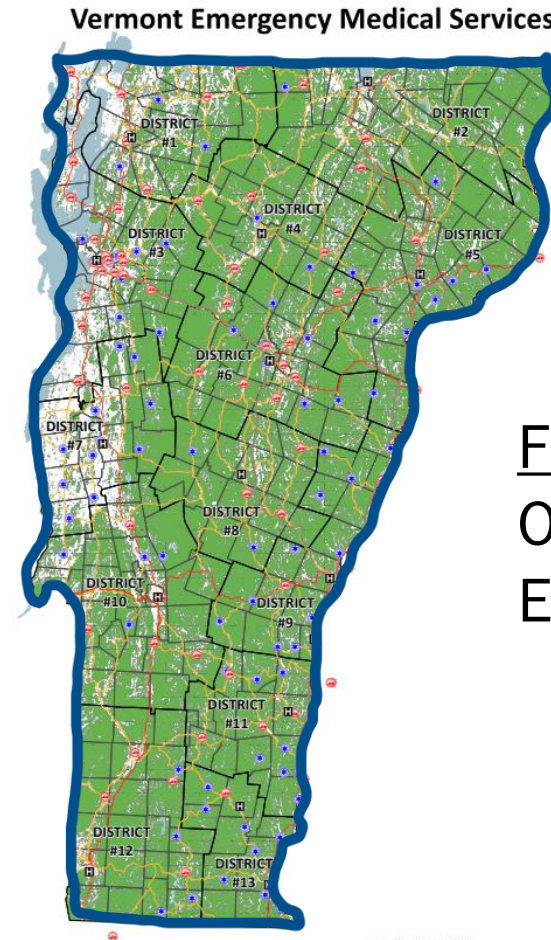 Vermont Emergency Medical Services
DISTRICT
#1
DISTRICT
#2
DISTRICT
#3
DISTRICT
#4
DISTRICT
#5
DISTRICT
#6
DISTRICT
#7
DISTRICT
#8
DISTRICT
#9
DISTRICT
#10
DISTRICT
#11
DISTRICT
#12
DISTRICT
#13
H
H
H
H
H
H
H
H
H
H
H
H
H
F
O
E